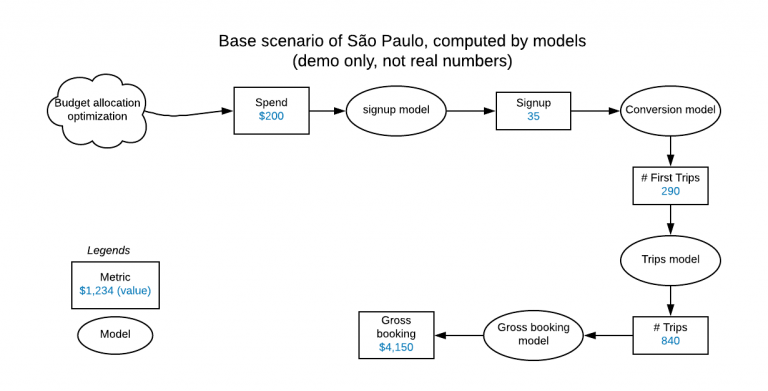 Base scenario of São Paulo, computed by models
(demo only, not real numbers)
Budget allocation
optimization
Spend
$200
signup model
Signup
35
Conversion model
# First Trips
290
Trips model
# Trips
840
Gross booking
model
Gross
booking
$4,150
Legends
Metric
$1,234 (value)
Model